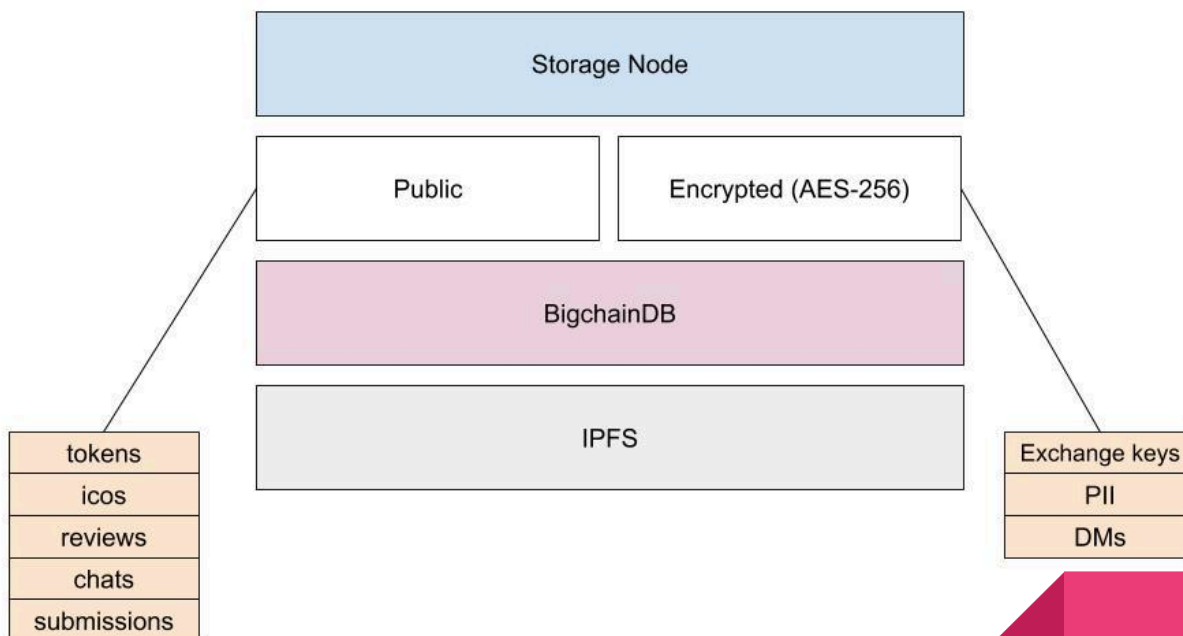 Storage Node
Public
Encrypted (AES-256)
BigchainDB
IPFS
tokens
icos
reviews
chats
submissions
Exchange keys
PII
DMs